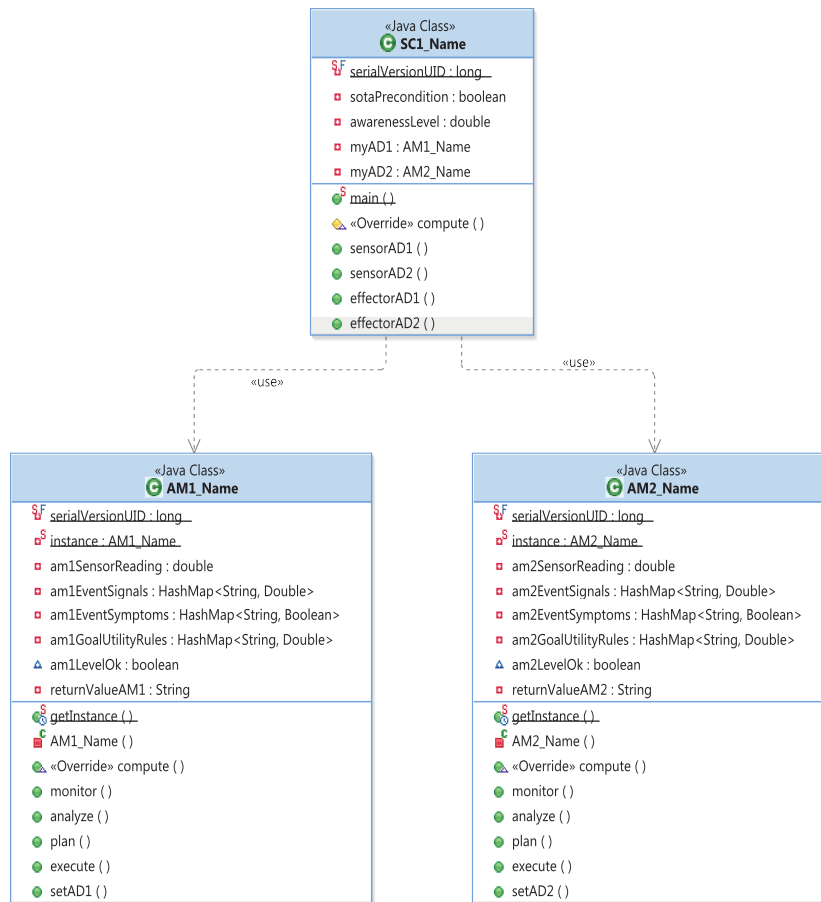 «Java Class»
SC1_Name
serialVersionUID : long
sotaPrecondition : boolean
awarenessLevel : double
myAD1 : AM1_Name
myAD2 : AM2_Name
main ( )
«Override» compute ( )
sensorAD1 ( )
sensorAD2 ( )
effectorAD1 ( )
effectorAD2 ( )
«use»
«use»
«Java Class»
AM1_Name
serialVersionUID : long
instance : AM1_Name
am1SensorReading : double
am1EventSignals : HashMap<String, Double>
am1EventSymptoms : HashMap<String, Boolean>
am1GoalUtilityRules : HashMap<String, Double>
am1LevelOk : boolean
returnValueAM1 : String
getInstance ( )
AM1_Name ( )
«Override» compute ( )
monitor ( )
analyze ( )
plan ( )
execute ( )
setAD1 ( )
«Java Class»
AM2_Name
serialVersionUID : long
instance : AM2_Name
am2SensorReading : double
am2EventSignals : HashMap<String, Double>
am2EventSymptoms : HashMap<String, Boolean>
am2GoalUtilityRules : HashMap<String, Double>
am2LevelOk : boolean
returnValueAM2 : String
getInstance ( )
AM2_Name ( )
«Override» compute ( )
monitor ( )
analyze ( )
plan ( )
execute ( )
setAD2 ( )